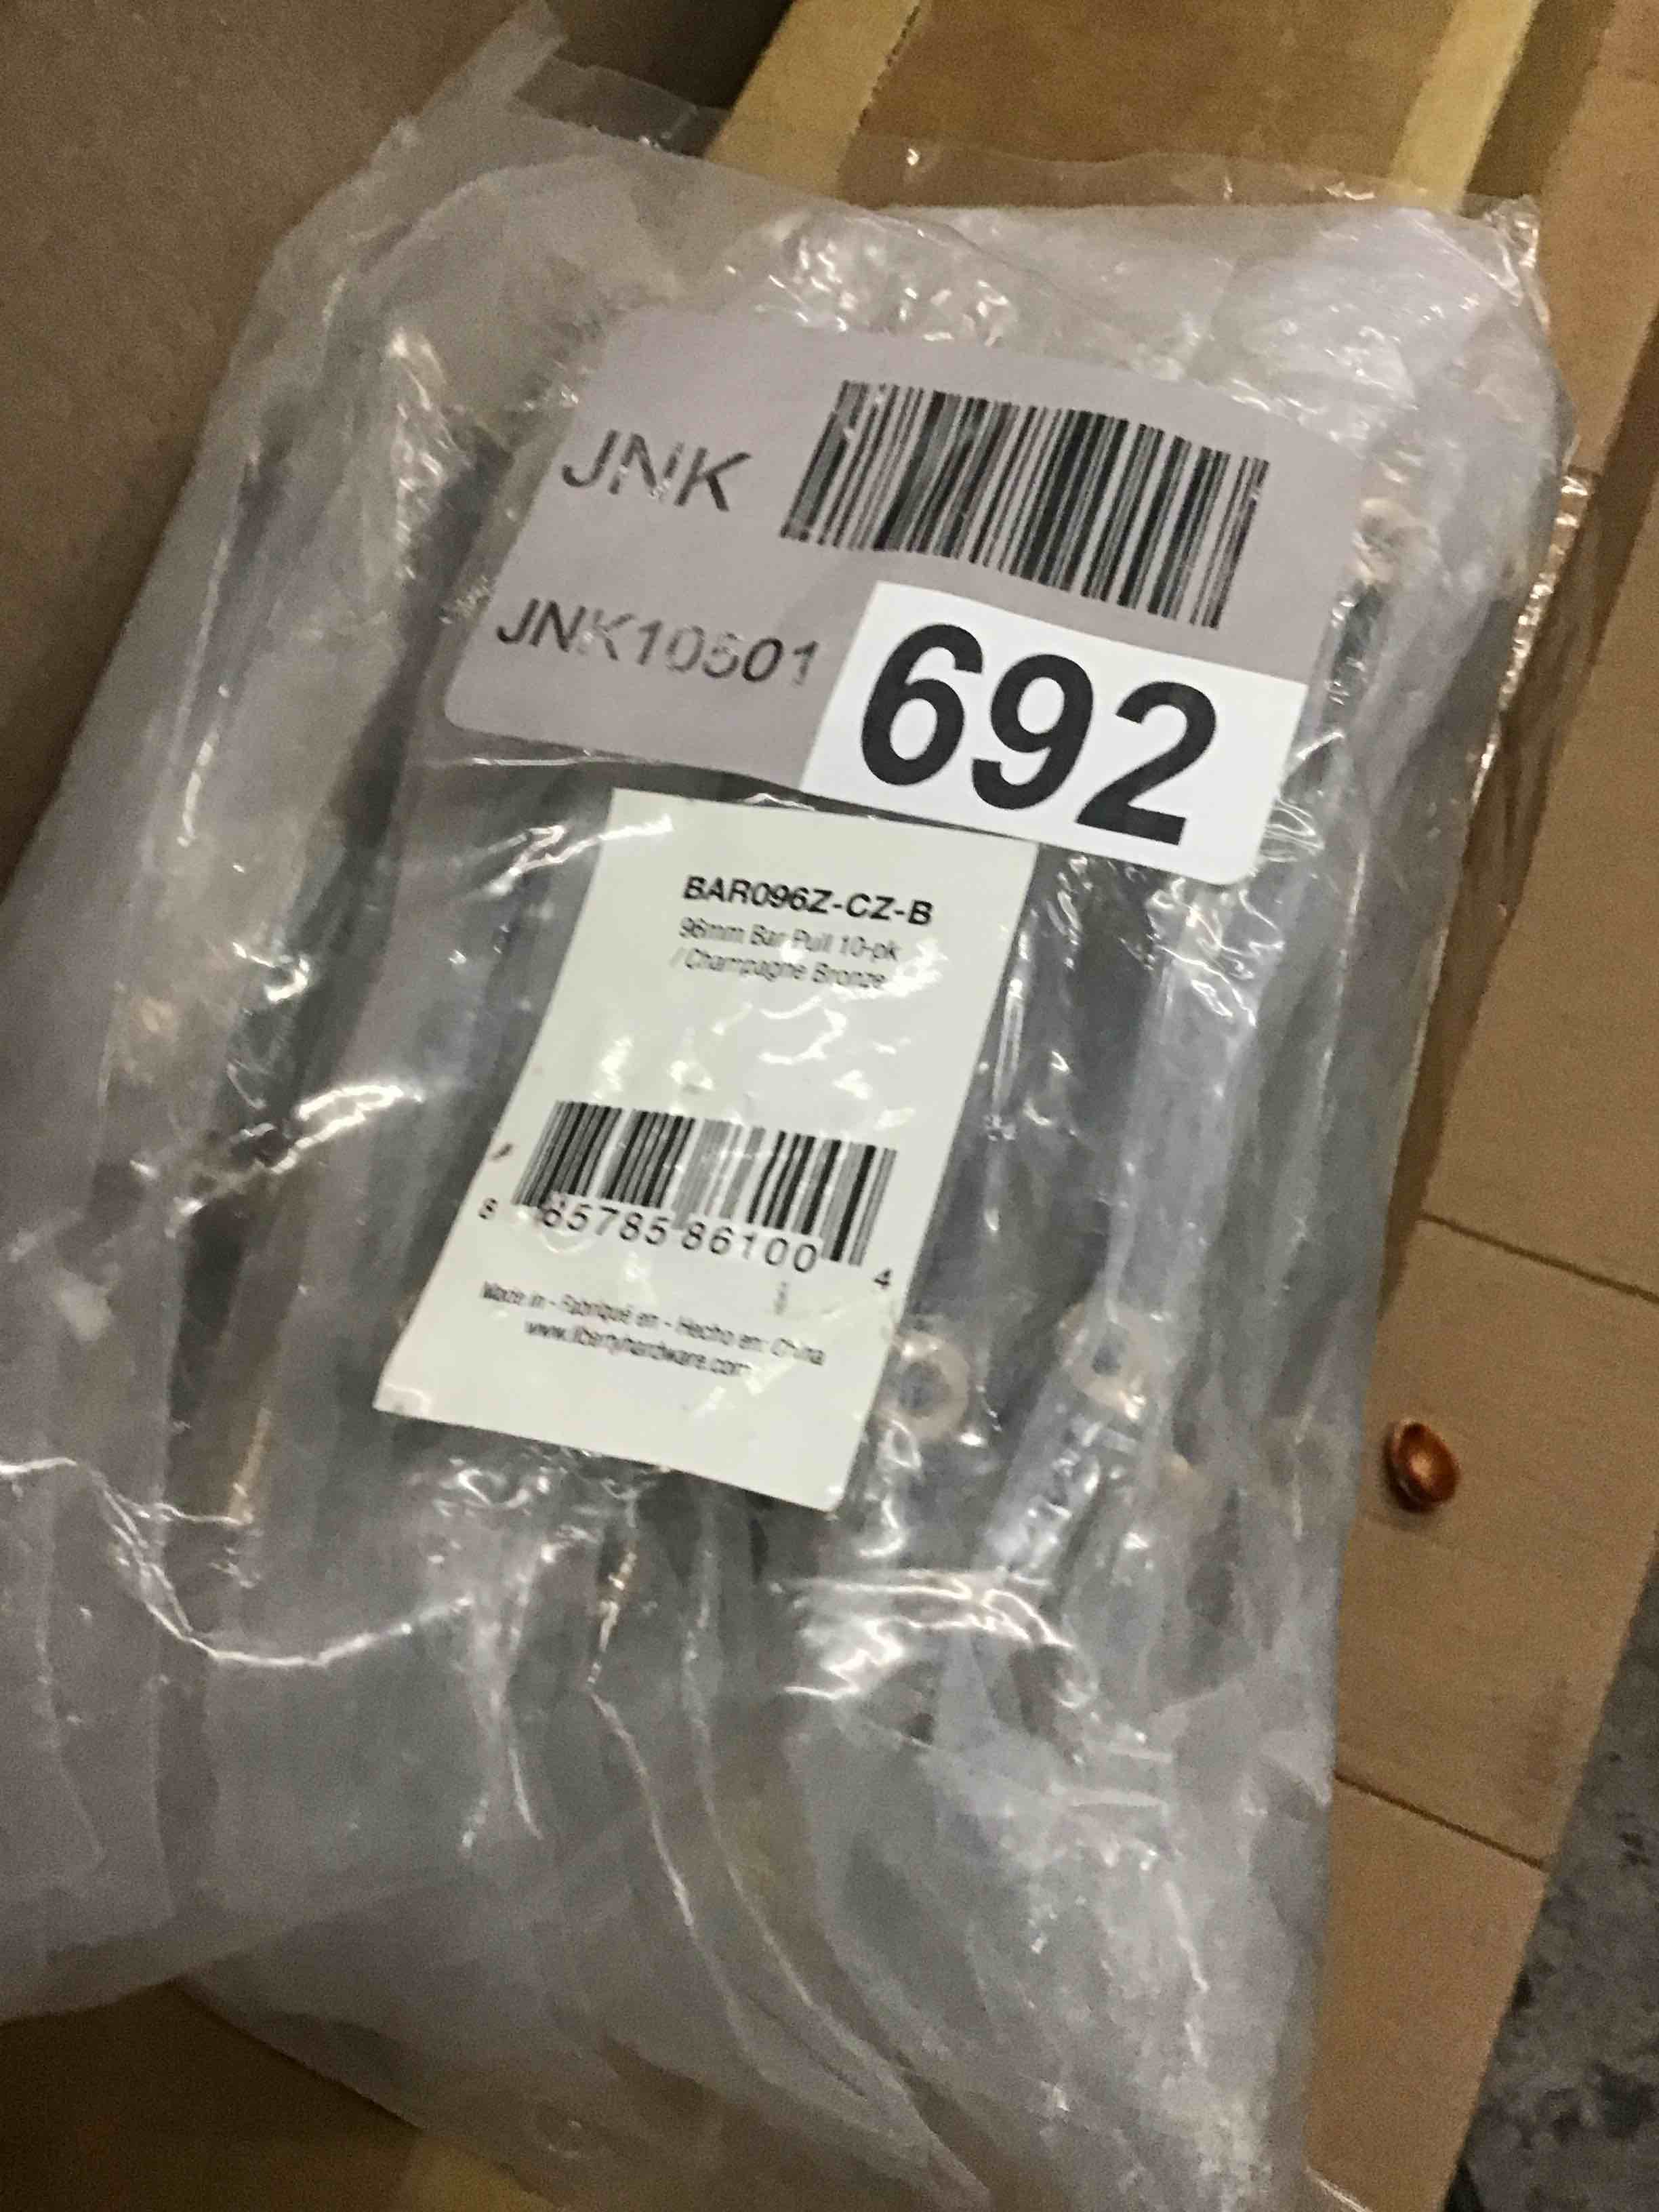 JNK
JNK10501
692
BAR096Z-CZ-B
96mm Bar Pull 10-pk
/ Champagne Bronze
8 85785 86100 4
Made in - Fabriqué en - Hecho en: China
www.libertyhardware.com